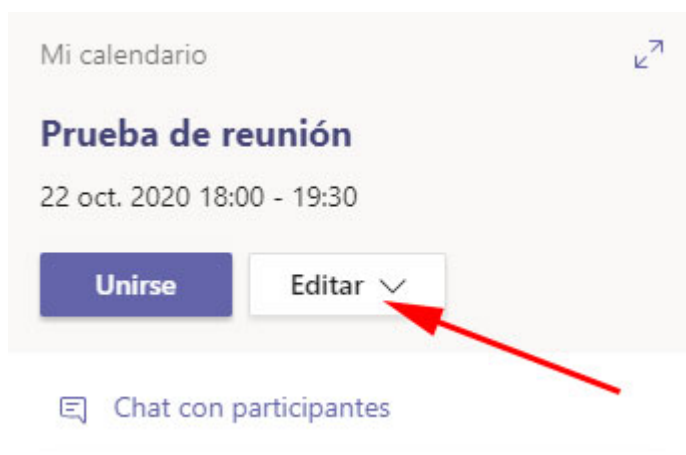 Mi calendario
Prueba de reunión
22 oct. 2020 18:00 - 19:30
Unirse
Editar
Chat con participantes